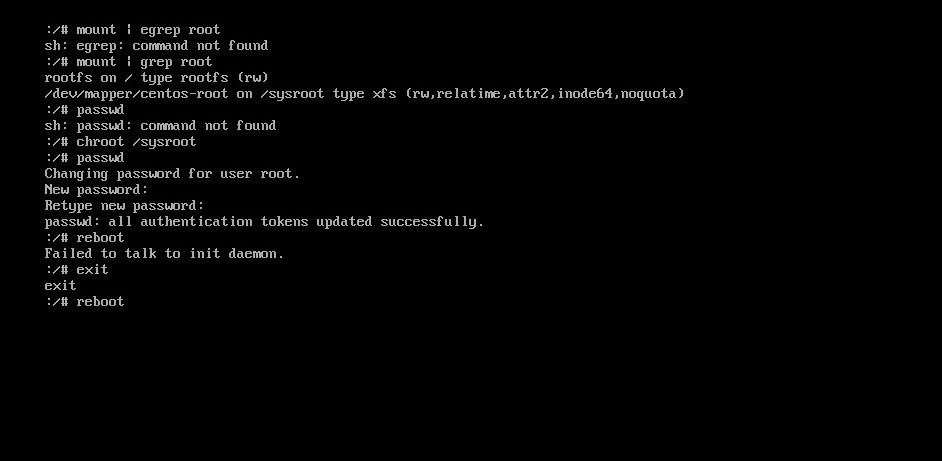 :/# mount | egrep root
sh: egrep: command not found
:/# mount | grep root
rootfs on / type rootfs (rw)
/dev/mapper/centos-root on /sysroot type xfs (rw,relatime,attr2,inode64,noquota)
:/# passwd
sh: passwd: command not found
:/# chroot /sysroot
:/# passwd
Changing password for user root.
New password:
Retype new password:
passwd: all authentication tokens updated successfully.
:/# reboot
Failed to talk to init daemon.
:/# exit
exit
:/# reboot